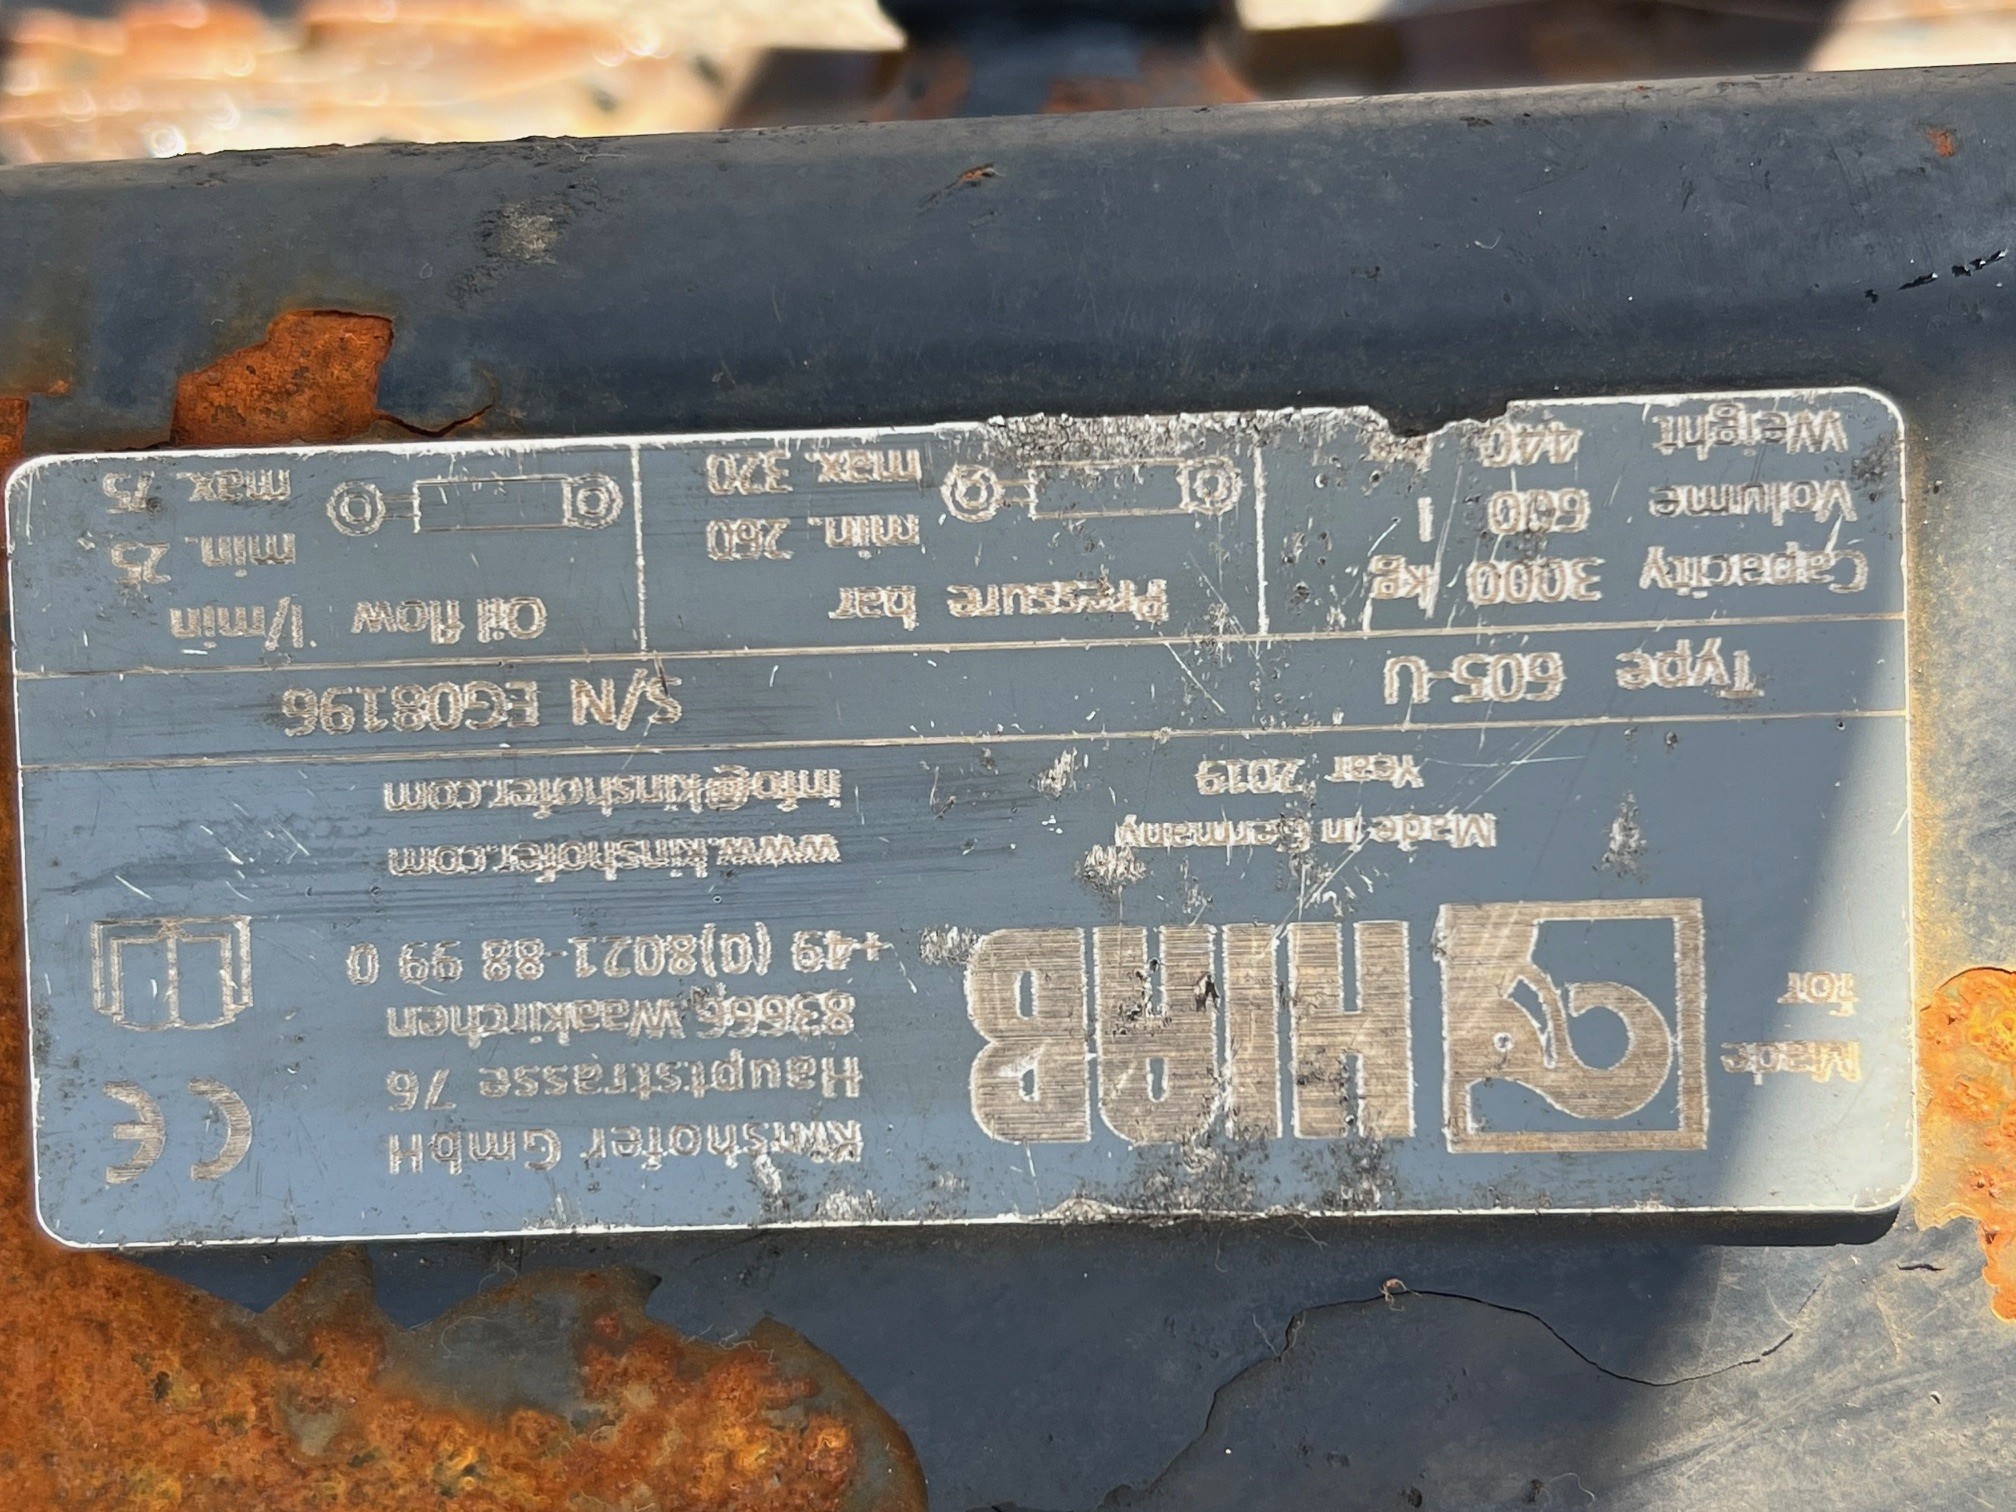 Made
for
HIAB
Made in Germany
Year 2019
Kinshofer GmbH
Hauptstrasse 76
83666 Waakirchen
+49 (0)8021-88 99 0
www.kinshofer.com
info@kinshofer.com
CE
Type 605-U
S/N EG08196
Capacity 3000 kg
Volume 600 l
Weight 440 kg
Pressure bar
min. 260
max. 320
Oil flow l/min
min. 25
max. 75